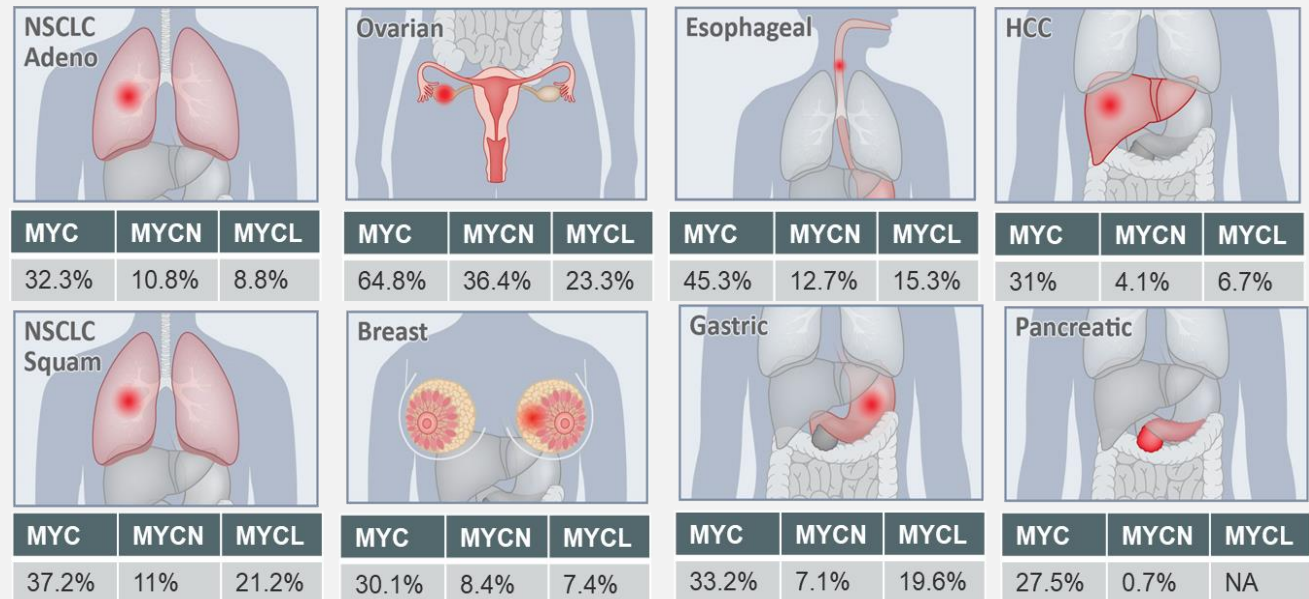 NSCLC
Adeno
MYC MYCN MYCL
32.3% 10.8% 8.8%
Ovarian
MYC MYCN MYCL
64.8% 36.4% 23.3%
Esophageal
MYC MYCN MYCL
45.3% 12.7% 15.3%
HCC
MYC MYCN MYCL
31% 4.1% 6.7%
NSCLC
Squam
MYC MYCN MYCL
37.2% 11% 21.2%
Breast
MYC MYCN MYCL
30.1% 8.4% 7.4%
Gastric
MYC MYCN MYCL
33.2% 7.1% 19.6%
Pancreatic
MYC MYCN MYCL
27.5% 0.7% NA